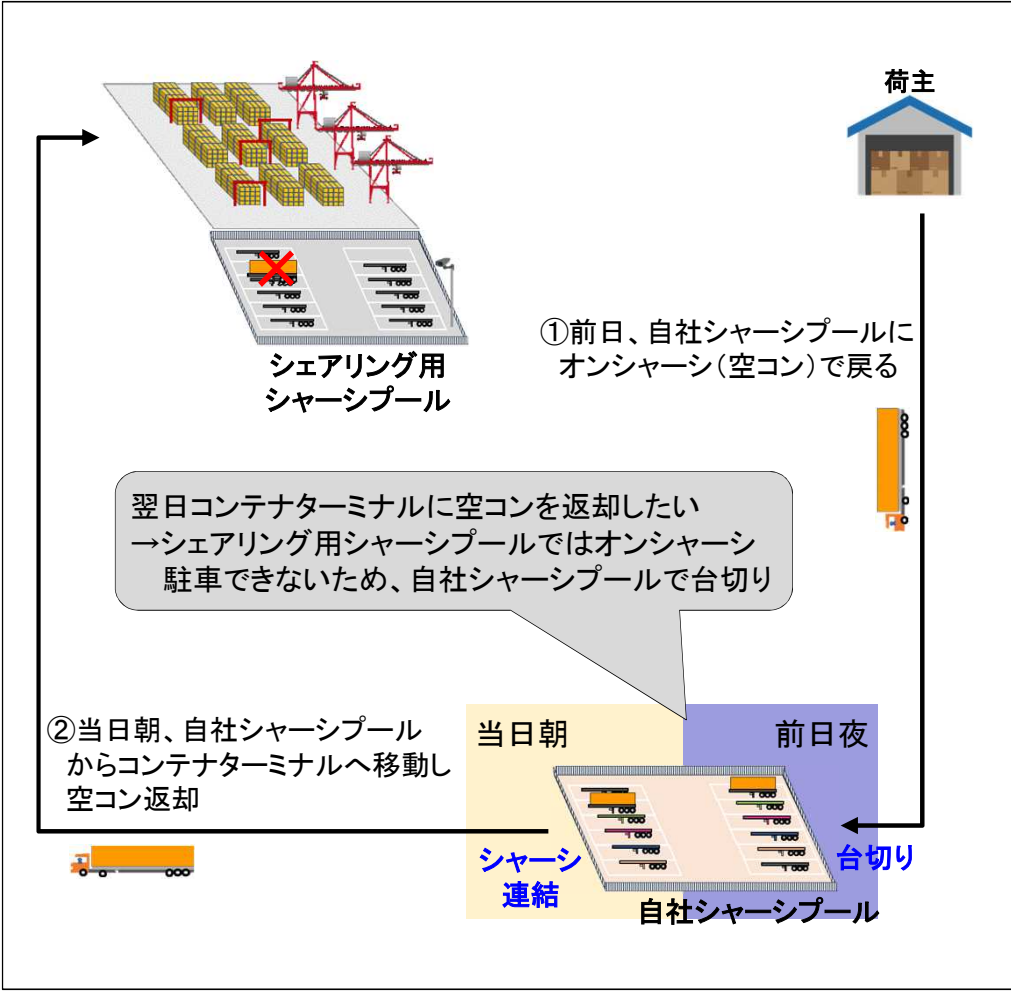 荷主
シェアリング用
シャーシプール
①前日、自社シャーシプールに
オンシャーシ（空コン）で戻る
翌日コンテナターミナルに空コンを返却したい
→シェアリング用シャーシプールではオンシャーシ
駐車できないため、自社シャーシプールで台切り
②当日朝、自社シャーシプール
からコンテナターミナルへ移動し
空コン返却
当日朝
前日夜
シャーシ
連結
台切り
自社シャーシプール